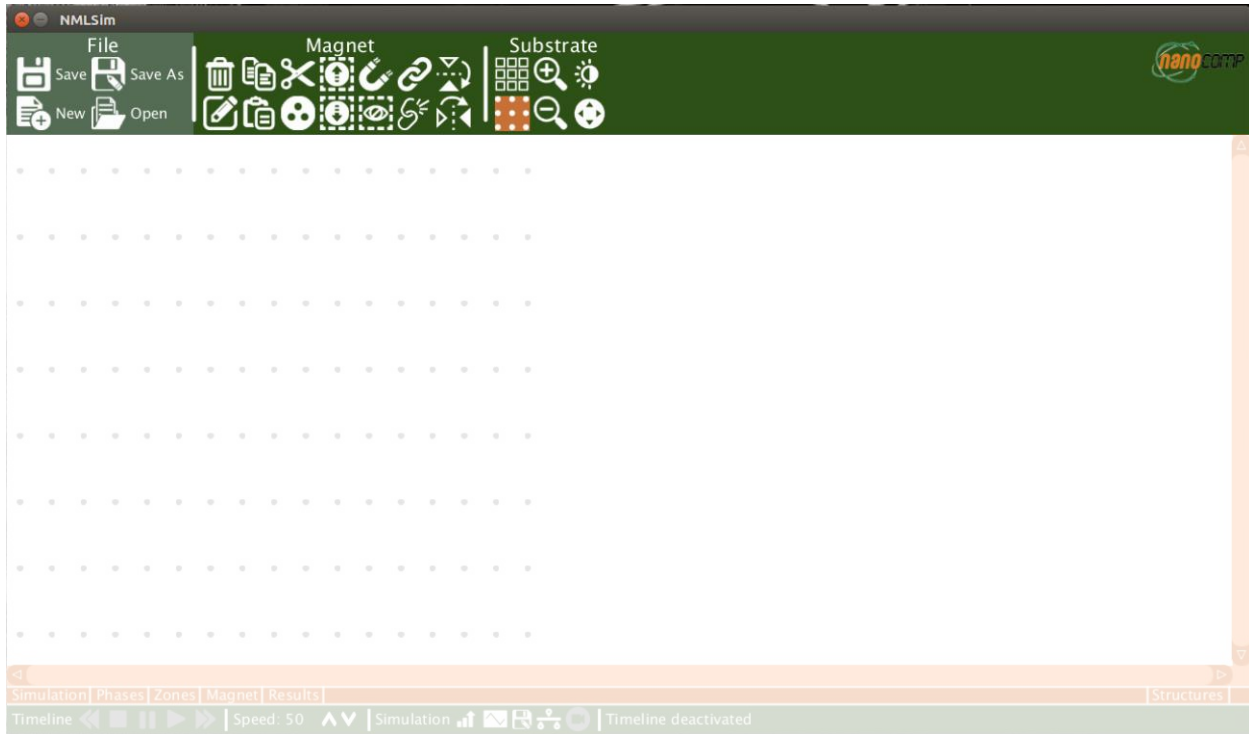 NMLSim
File Magnet Substrate
Save Save As
nanocomp
New Open
Simulation Phases Zones Magnet Results Structures
Timeline Speed: 50 Simulation Timeline deactivated